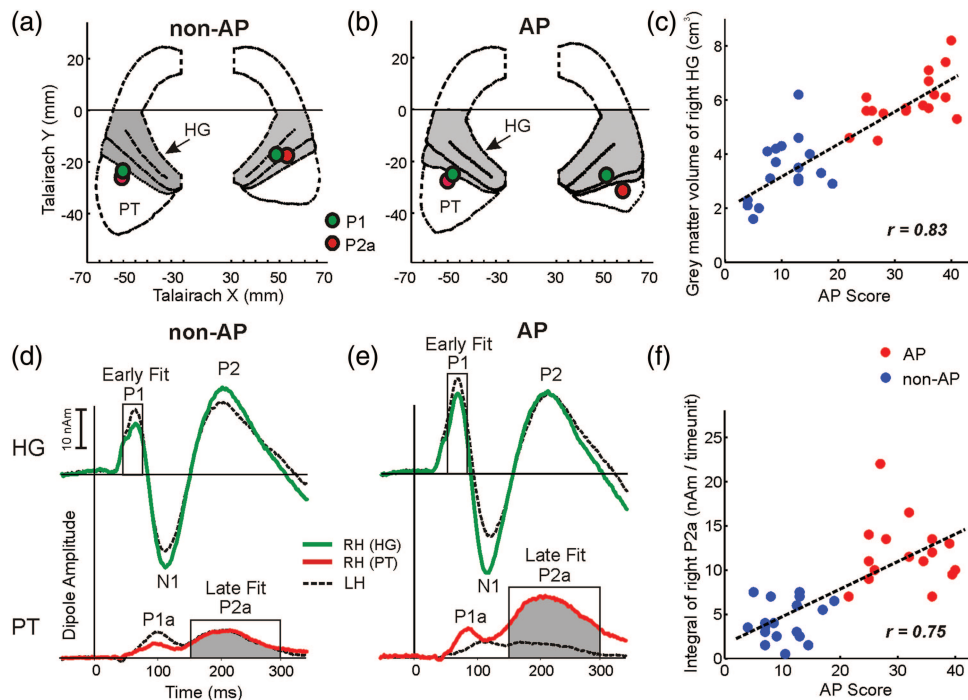 (a) non-AP
20
0
-20
-40
Talairach Y (mm)
HG
PT
P1
P2a
-70 -50 -30 30 50 70
Talairach X (mm)
(b) AP
20
0
-20
-40
HG
PT
-70 -50 -30 30 50 70
(c)
Grey matter volume of right HG (cm³)
8
6
4
2
0
r = 0.83
0 10 20 30 40
AP Score
(d) non-AP
Early Fit
P1
P2
10 nAm
HG
N1
Dipole Amplitude
RH (HG)
RH (PT)
LH
Late Fit
P2a
P1a
PT
0 100 200 300
Time (ms)
(e) AP
Early Fit
P1
P2
N1
Late Fit
P2a
P1a
0 100 200 300
(f)
AP
non-AP
Integral of right P2a (nAm / timeunit)
25
20
15
10
5
0
r = 0.75
0 10 20 30 40
AP Score